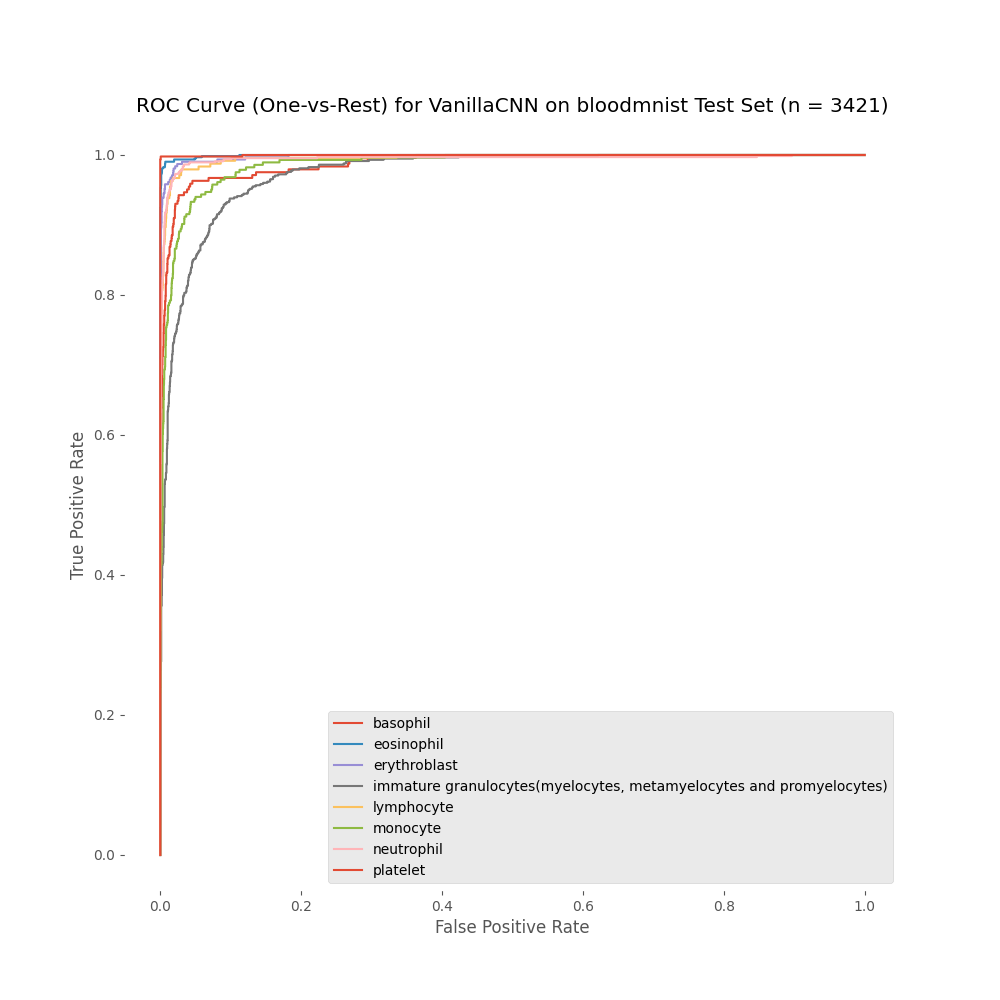 ROC Curve (One-vs-Rest) for VanillaCNN on bloodmnist Test Set (n = 3421)
1.0
0.8
0.6
0.4
0.2
0.0
True Positive Rate
basophil
eosinophil
erythroblast
immature granulocytes(myelocytes, metamyelocytes and promyelocytes)
lymphocyte
monocyte
neutrophil
platelet
0.0 0.2 0.4 0.6 0.8 1.0
False Positive Rate